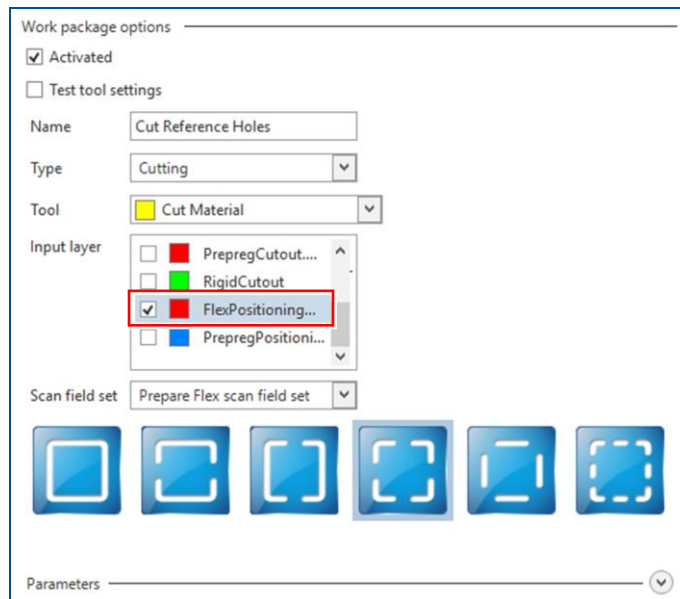 Work package options
Activated
Test tool settings
Name Cut Reference Holes
Type Cutting
Tool Cut Material
Input layer
PrepregCutout....
RigidCutout
FlexPositioning...
PrepregPositioni...
Scan field set Prepare Flex scan field set
Parameters